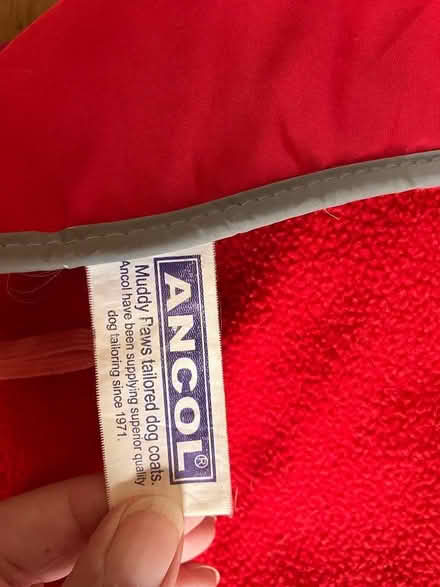 ANCOL®
Muddy Paws tailored dog coats.
Ancol have been supplying superior quality
dog tailoring since 1971.